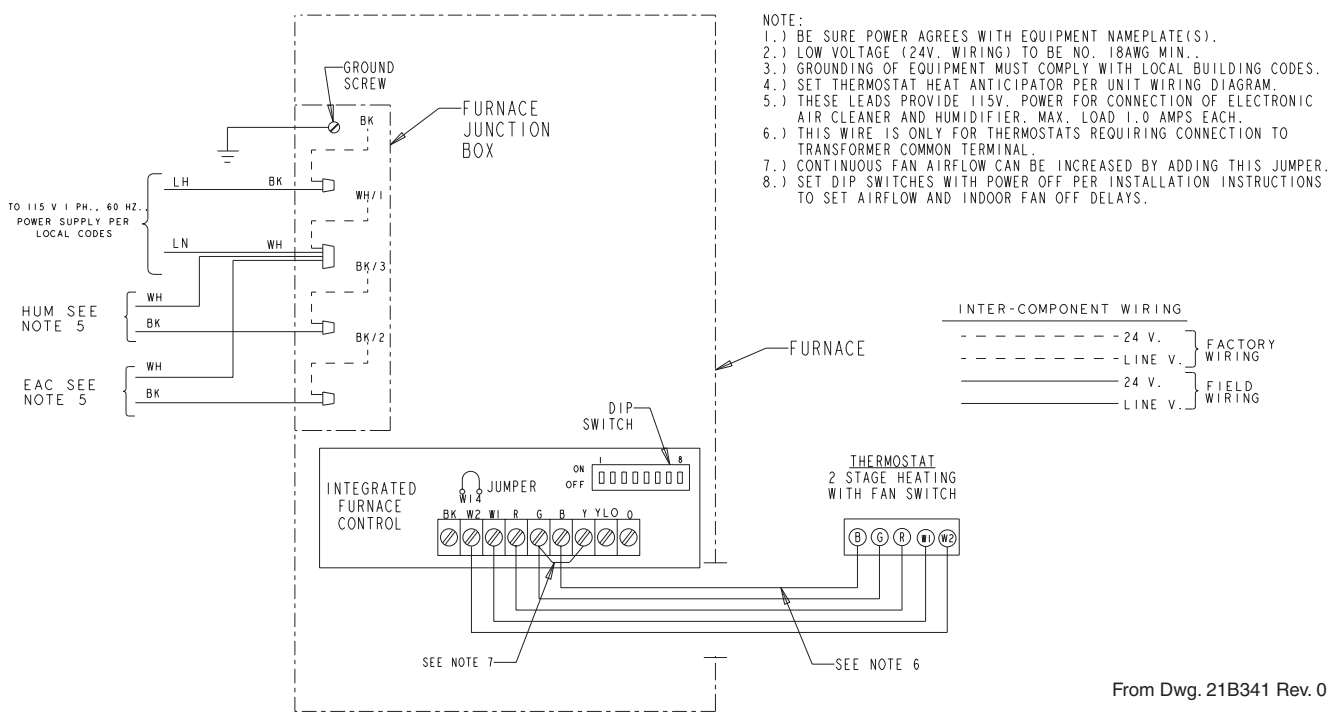 NOTE:
1.) BE SURE POWER AGREES WITH EQUIPMENT NAMEPLATE(S).
2.) LOW VOLTAGE (24V. WIRING) TO BE NO. 18AWG MIN..
3.) GROUNDING OF EQUIPMENT MUST COMPLY WITH LOCAL BUILDING CODES.
4.) SET THERMOSTAT HEAT ANTICIPATOR PER UNIT WIRING DIAGRAM.
5.) THESE LEADS PROVIDE 115V. POWER FOR CONNECTION OF ELECTRONIC
AIR CLEANER AND HUMIDIFIER. MAX. LOAD 1.0 AMPS EACH.
6.) THIS WIRE IS ONLY FOR THERMOSTATS REQUIRING CONNECTION TO
TRANSFORMER COMMON TERMINAL.
7.) CONTINUOUS FAN AIRFLOW CAN BE INCREASED BY ADDING THIS JUMPER.
8.) SET DIP SWITCHES WITH POWER OFF PER INSTALLATION INSTRUCTIONS
TO SET AIRFLOW AND INDOOR FAN OFF DELAYS.
GROUND
SCREW
FURNACE
JUNCTION
BOX
BK
LH BK
WH/1
TO 115 V 1 PH., 60 HZ.,
POWER SUPPLY PER
LOCAL CODES
LN WH
BK/3
HUM SEE
NOTE 5
WH
BK
BK/2
EAC SEE
NOTE 5
WH
BK
FURNACE
INTER-COMPONENT WIRING
24 V.
LINE V.
FACTORY
WIRING
24 V.
LINE V.
FIELD
WIRING
DIP
SWITCH
1 8
ON
OFF
INTEGRATED
FURNACE
CONTROL
JUMPER
W14
BK W2 W1 R G B Y YLO O
THERMOSTAT
2 STAGE HEATING
WITH FAN SWITCH
B G R W1 W2
SEE NOTE 7
SEE NOTE 6
From Dwg. 21B341 Rev. 0